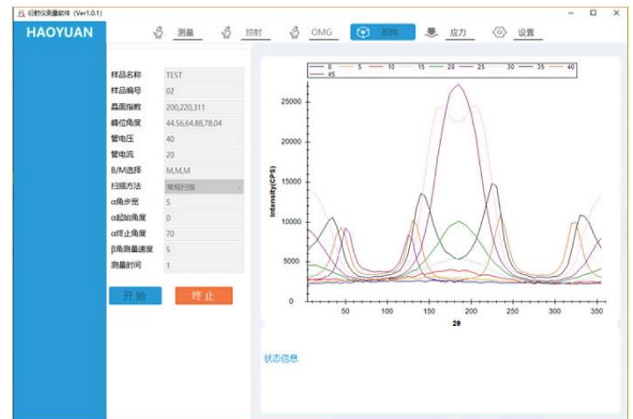 衍射仪测量软件 (Ver1.0.1)
HAOYUAN
测量
掠射
OMG
织构
应力
设置
样品名称 TEST
样品编号 02
晶面指数 200,220,311
峰位角度 44.56,64.88,78.04
管电压 40
管电流 20
B/M选择 M,M,M
扫描方法 常规扫描
α角步宽 5
α起始角度 0
α终止角度 70
β角测量速度 5
测量时间 1
开始 终止
0 5 10 15 20 25 30 35 40
45
Intensity(CPS)
25000
20000
15000
10000
5000
0
50 100 150 200 250 300 350
2θ
状态信息